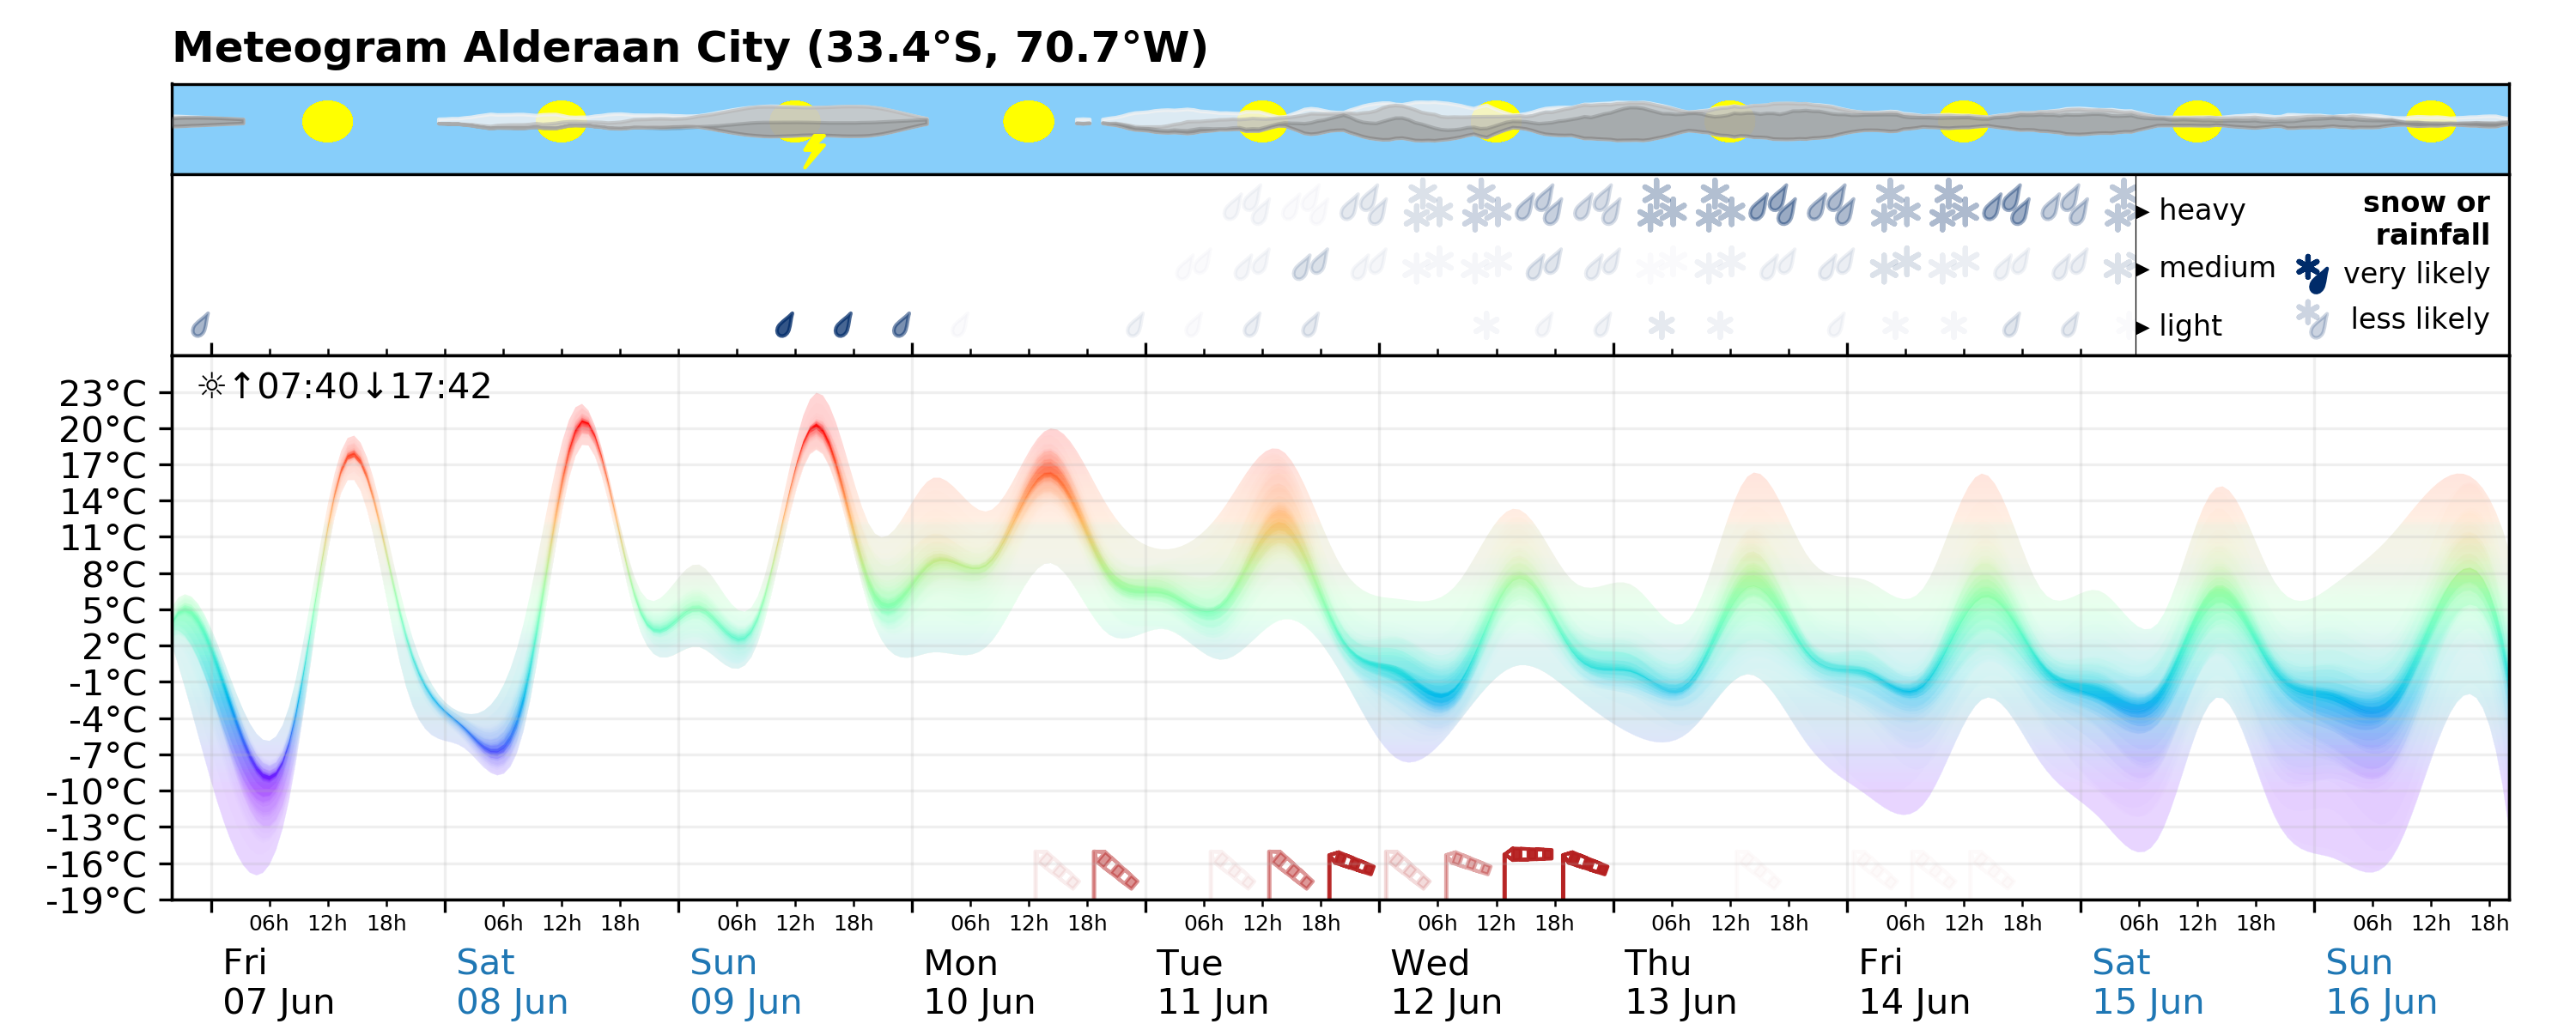 Meteogram Alderaan City (33.4°S, 70.7°W)
snow or
rainfall
▸ heavy
▸ medium
very likely
▸ light
less likely
☼↑07:40↓17:42
23°C
20°C
17°C
14°C
11°C
8°C
5°C
2°C
-1°C
-4°C
-7°C
-10°C
-13°C
-16°C
-19°C
06h 12h 18h 06h 12h 18h 06h 12h 18h 06h 12h 18h 06h 12h 18h 06h 12h 18h 06h 12h 18h 06h 12h 18h 06h 12h 18h 06h 12h 18h
Fri Sat Sun Mon Tue Wed Thu Fri Sat Sun
07 Jun 08 Jun 09 Jun 10 Jun 11 Jun 12 Jun 13 Jun 14 Jun 15 Jun 16 Jun